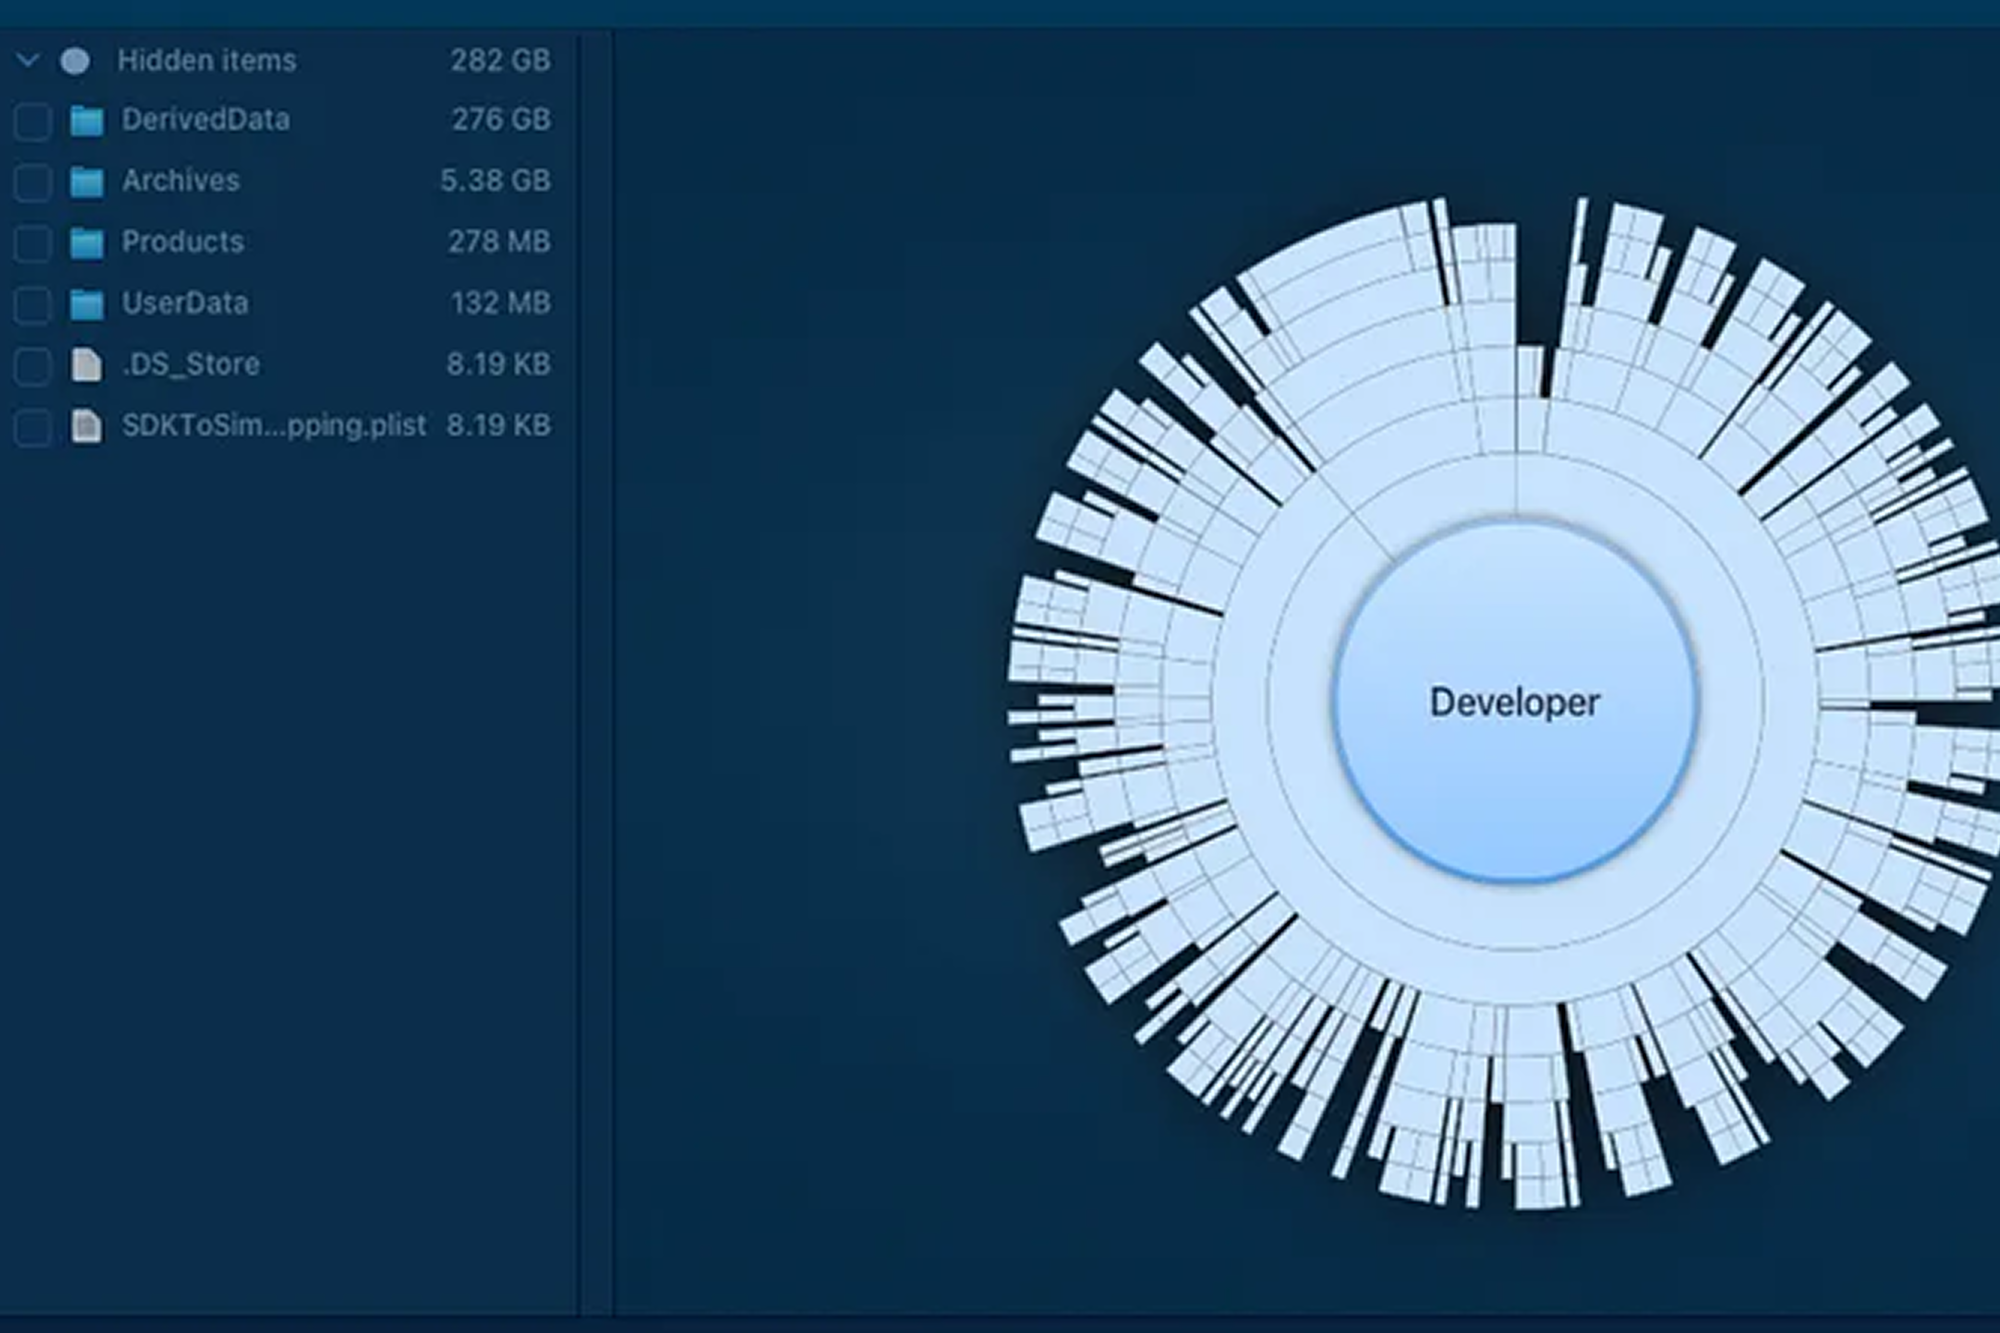 Hidden items 282 GB
DerivedData 276 GB
Archives 5.38 GB
Products 278 MB
UserData 132 MB
.DS_Store 8.19 KB
SDKToSim...pping.plist 8.19 KB
Developer